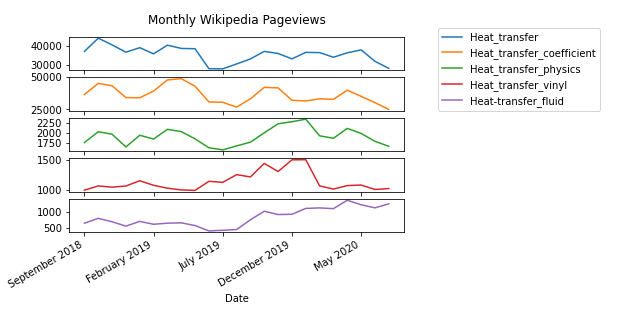 Monthly Wikipedia Pageviews
40000
30000
50000
25000
2250
2000
1750
1500
1000
1000
500
September 2018
February 2019
July 2019
December 2019
May 2020
Date
Heat_transfer
Heat_transfer_coefficient
Heat_transfer_physics
Heat_transfer_vinyl
Heat-transfer_fluid